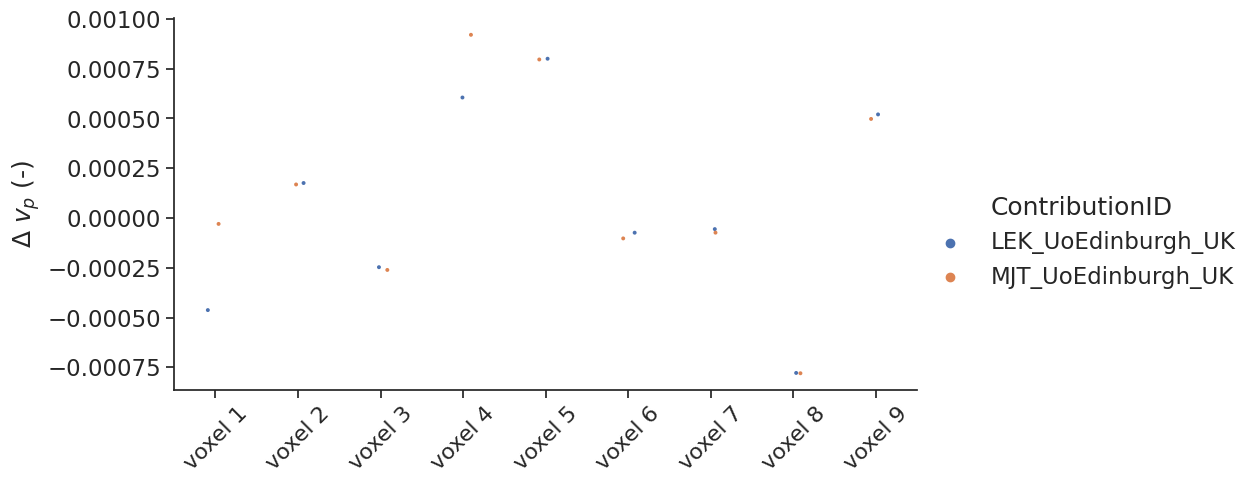 0.00100
0.00075
0.00050
0.00025
0.00000
−0.00025
−0.00050
−0.00075
Δ vp (-)
voxel 1
voxel 2
voxel 3
voxel 4
voxel 5
voxel 6
voxel 7
voxel 8
voxel 9
ContributionID
LEK_UoEdinburgh_UK
MJT_UoEdinburgh_UK